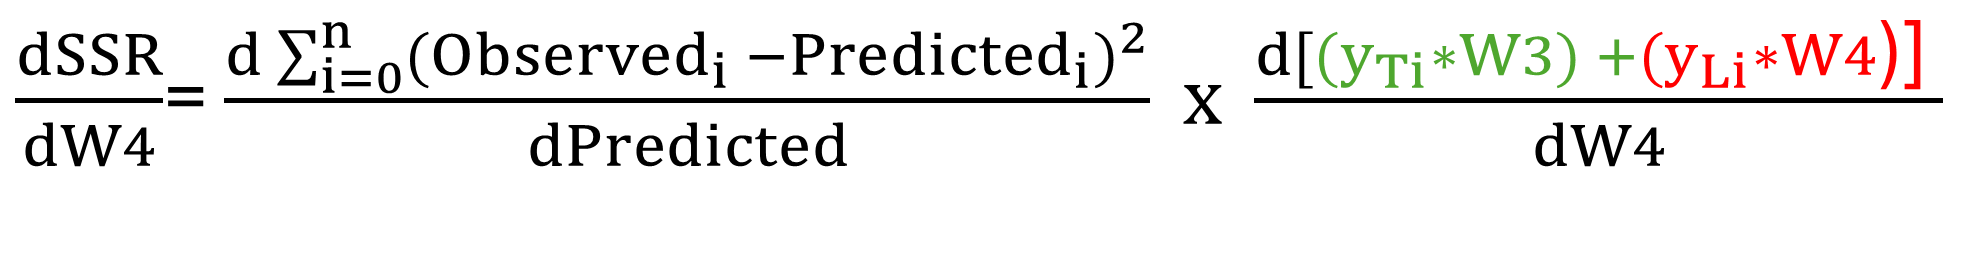 dSSR/dW4 = d ∑ⁿᵢ₌₀(Observedᵢ −Predictedᵢ)²/dPredicted x d[(y_Ti*W3) +(y_Li*W4)]/dW4